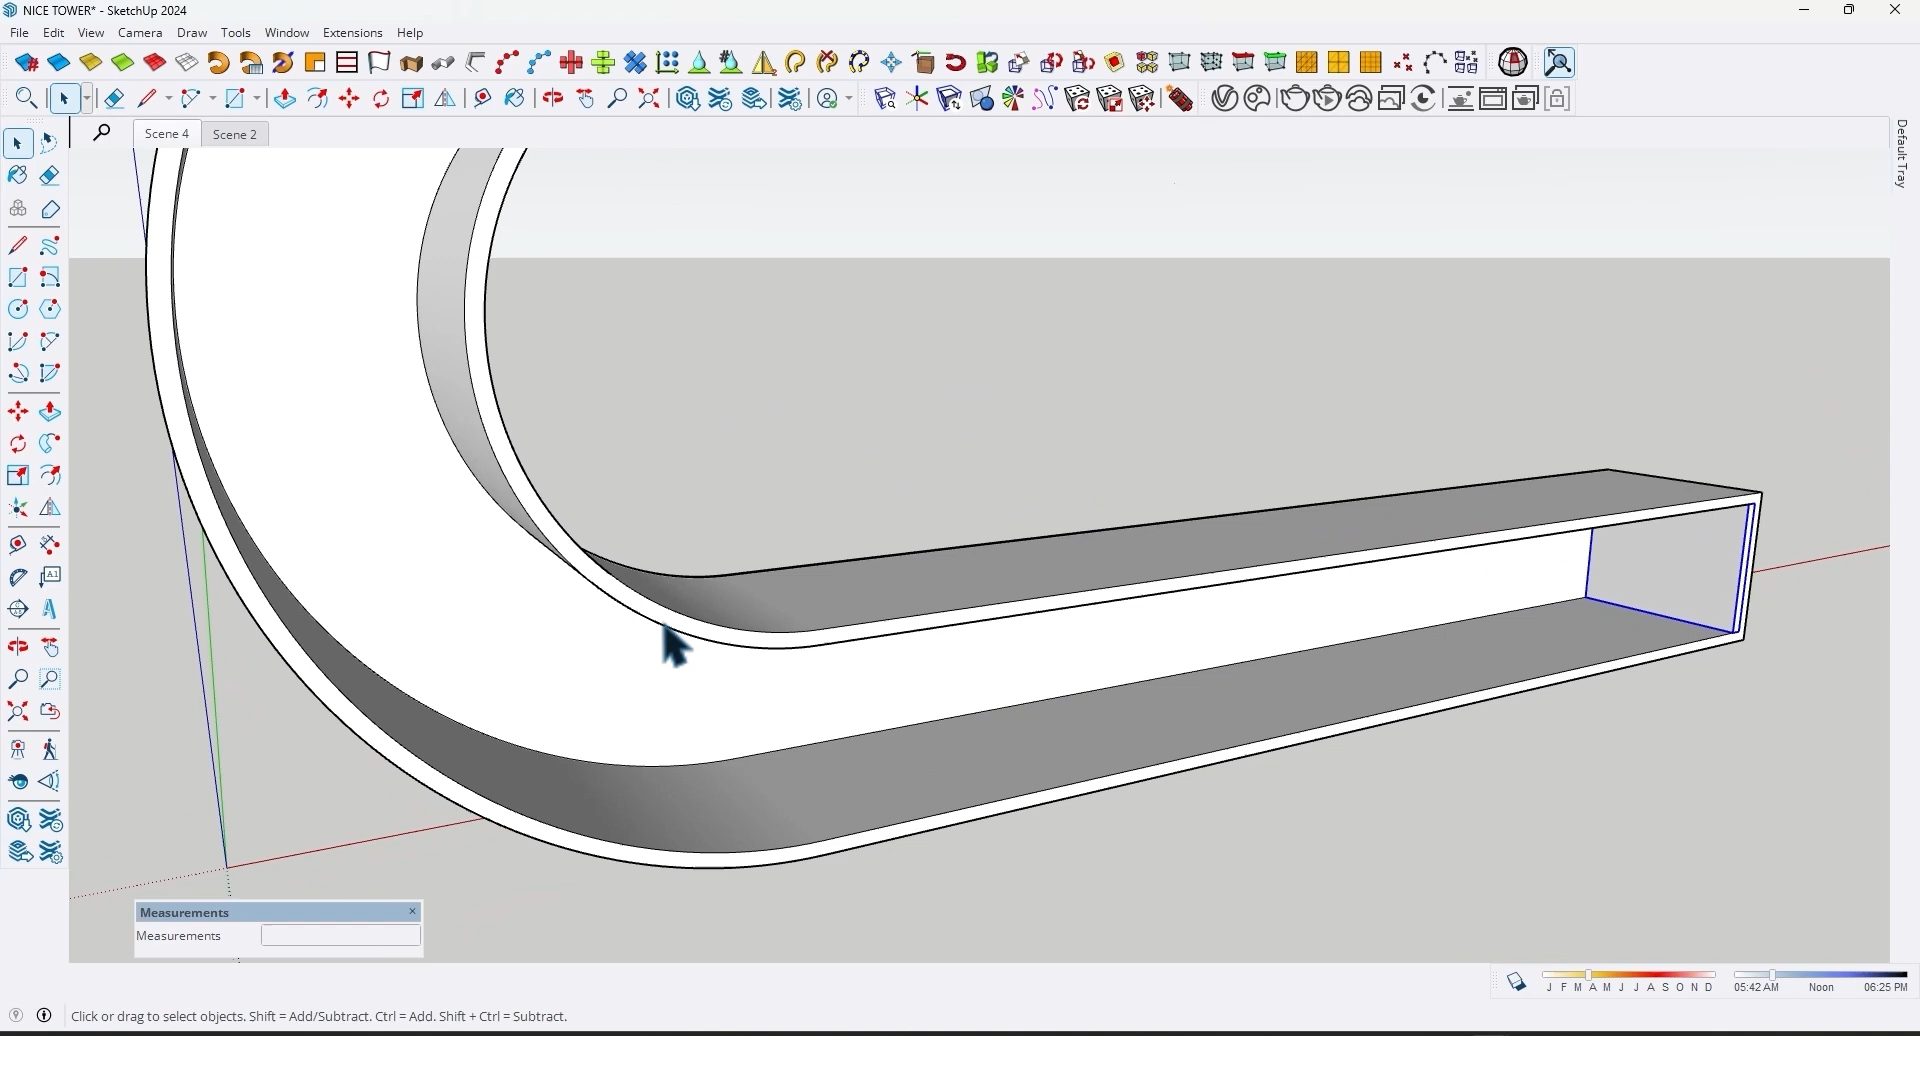 NICE TOWER* - SketchUp 2024
File Edit View Camera Draw Tools Window Extensions Help
Scene 4 Scene 2
Default Tray
A1
Measurements
Measurements
J F M A M J J A S O N D
05:42 AM Noon 06:25 PM
Click or drag to select objects. Shift = Add/Subtract. Ctrl = Add. Shift + Ctrl = Subtract.